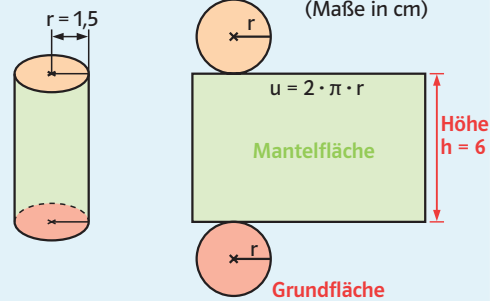 (Maße in cm)
r = 1,5
r
u = 2 · π · r
Mantelfläche
Höhe
h = 6
r
Grundfläche